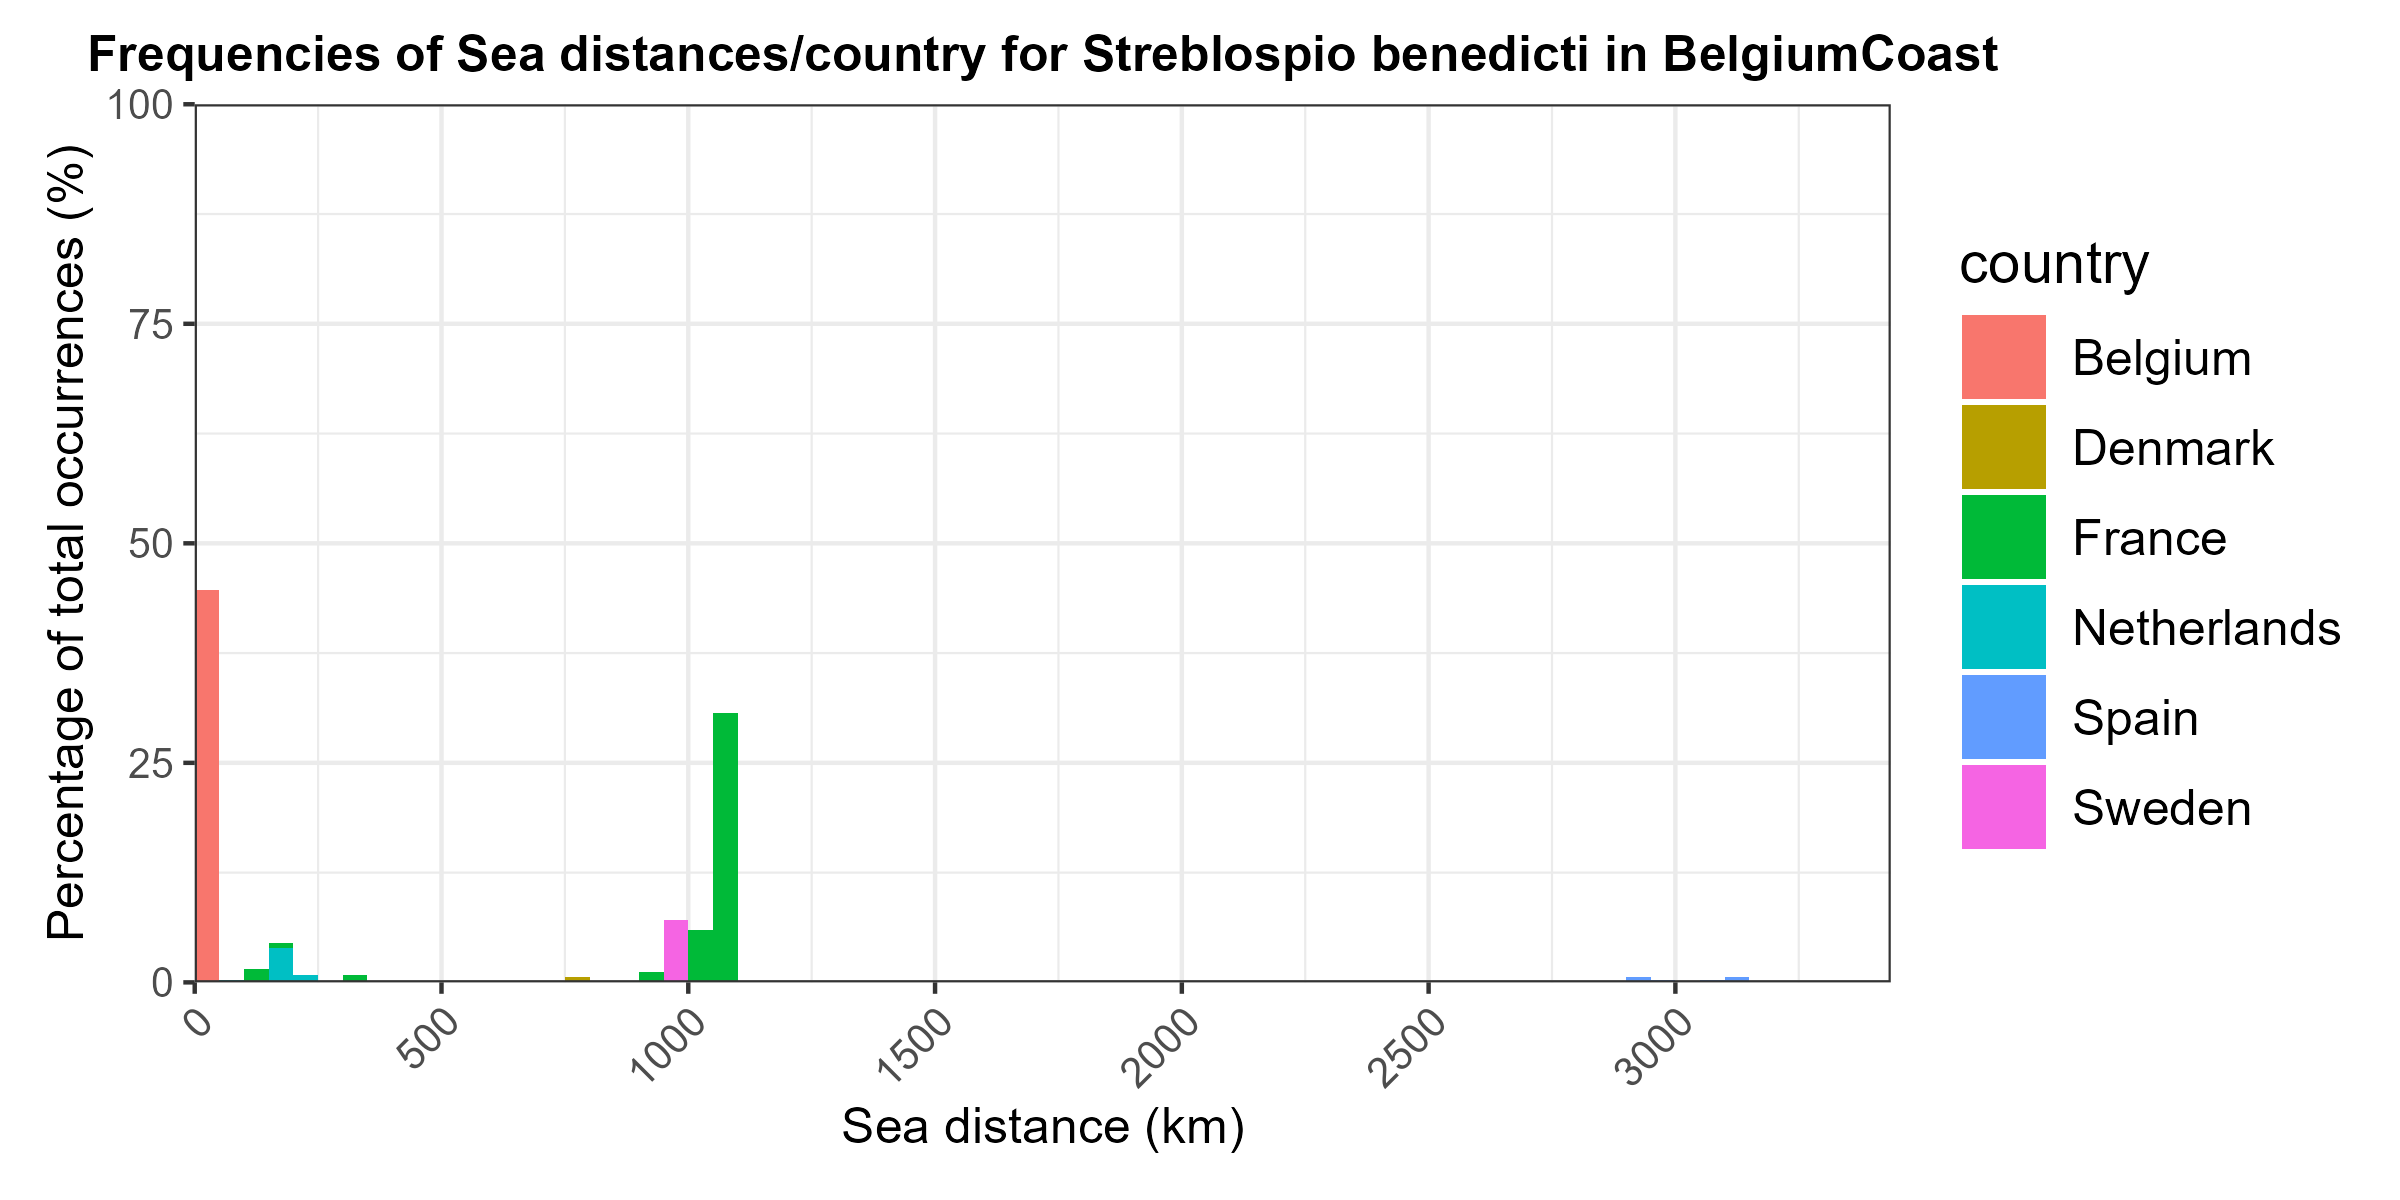 Frequencies of Sea distances/country for Streblospio benedicti in BelgiumCoast
Percentage of total occurrences (%)
100
75
50
25
0
0
500
1000
1500
2000
2500
3000
Sea distance (km)
country
Belgium
Denmark
France
Netherlands
Spain
Sweden